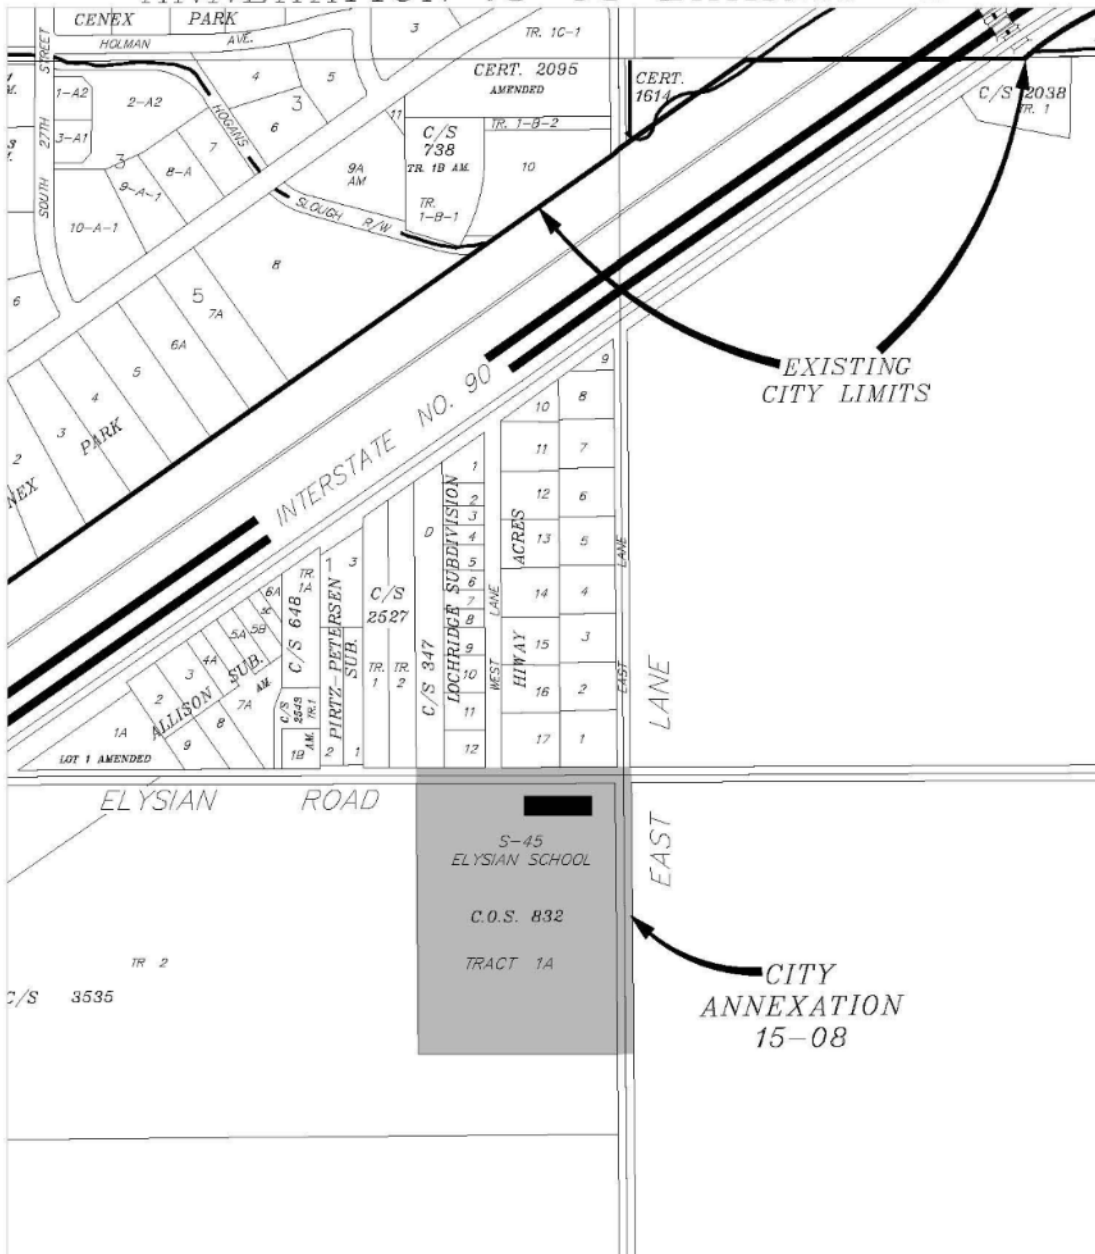 CENEX PARK
HOLMAN AVE.
SOUTH 27TH STREET
3
TR. 1C-1
CERT. 2095
AMENDED
CERT.
1614
C/S 2038
TR. 1
1-A2
2-A2
3-A1
3
4
5
3
6
7
8-A
9-A-1
10-A-1
HOGANS
SLOUGH R/W
9A
AM
11
C/S
738
TR. 1B AM.
TR.
1-B-1
TR. 1-B-2
10
8
6
5
7A
6A
5
4
3
2
PARK
INTERSTATE NO. 90
EXISTING
CITY LIMITS
9
10
8
11
7
12
6
13
5
14
4
15
3
16
2
17
1
HIWAY ACRES
WEST LANE
EAST LANE
EAST LANE
LOCHRIDGE SUBDIVISION
1
2
3
4
5
6
7
8
9
10
11
12
D
C/S 347
C/S
2527
TR.
1
TR.
2
PIRTZ-PETERSEN
SUB.
1
3
2
1
C/S 648
TR.
1A
C/S
2543
TR.1
1B
AM.
ALLISON SUB.
AM.
6A
5C
5B
5A
4A
3
2
1A
7A
8
9
LOT 1 AMENDED
ELYSIAN ROAD
S-45
ELYSIAN SCHOOL
C.O.S. 832
TRACT 1A
TR 2
C/S 3535
CITY
ANNEXATION
15-08